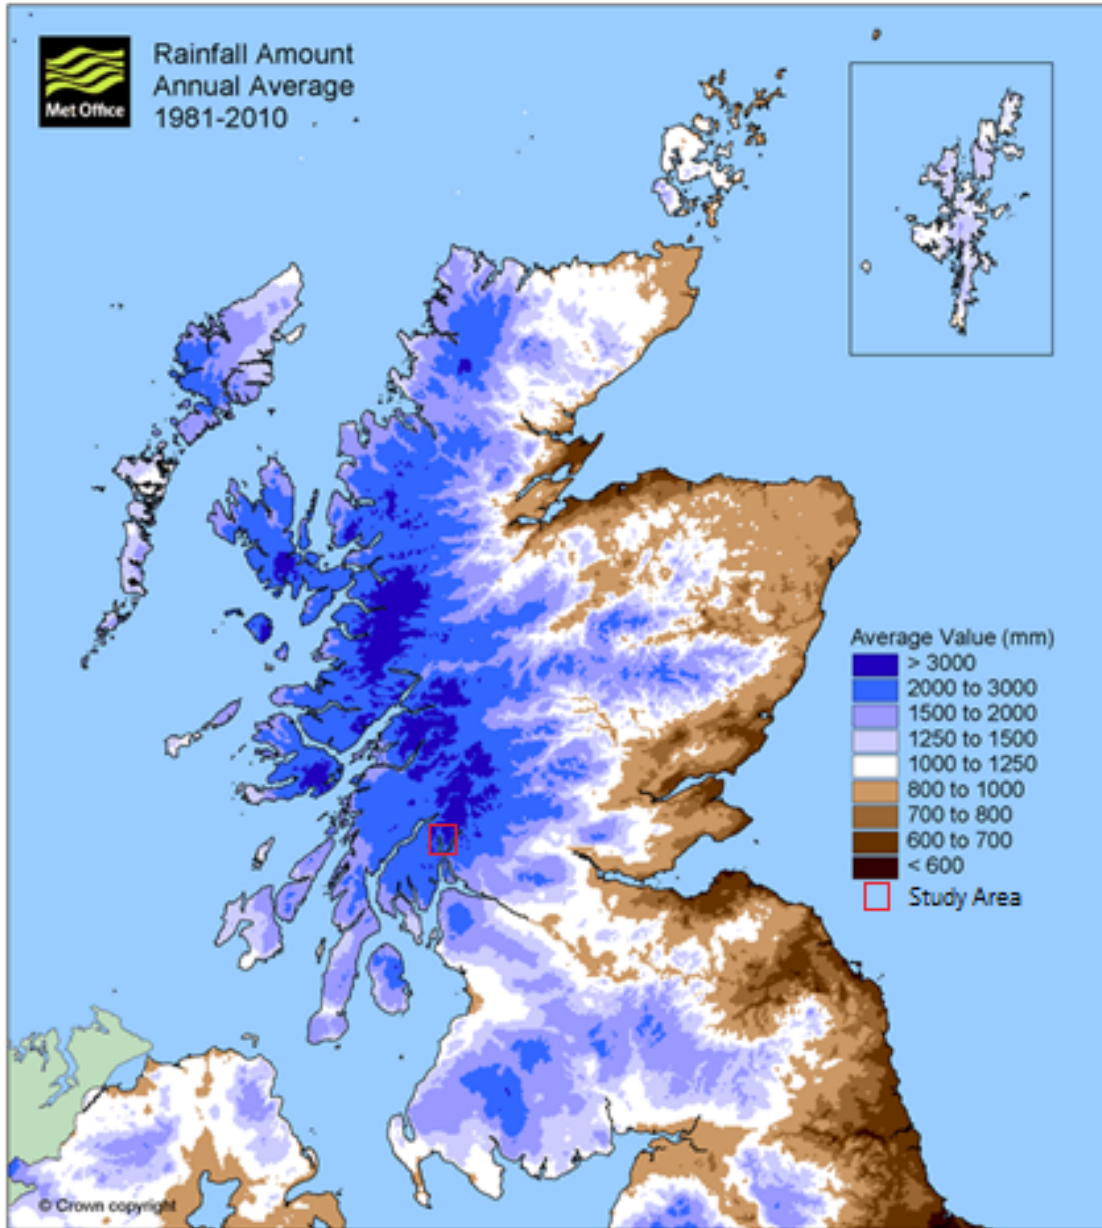 Met Office
Rainfall Amount
Annual Average
1981-2010
Average Value (mm)
> 3000
2000 to 3000
1500 to 2000
1250 to 1500
1000 to 1250
800 to 1000
700 to 800
600 to 700
< 600
Study Area
© Crown copyright